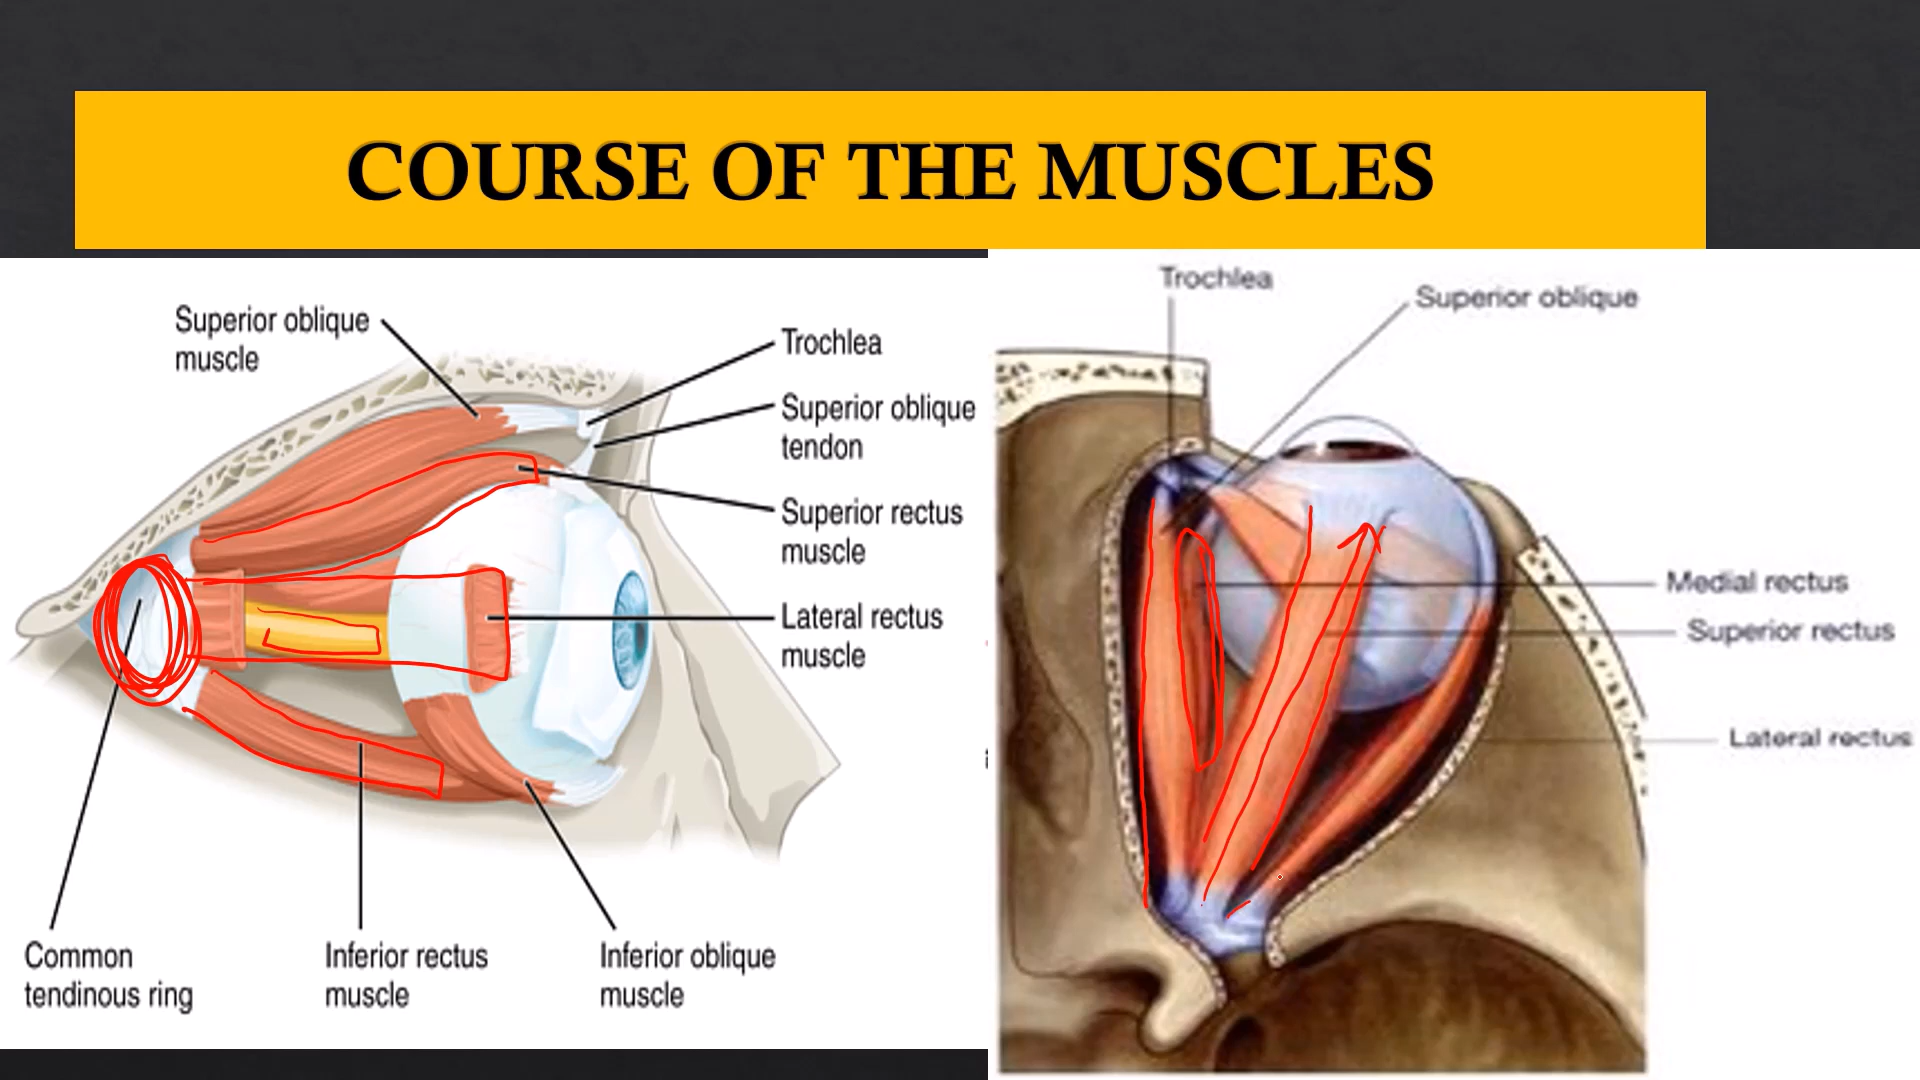 COURSE OF THE MUSCLES
Superior oblique
muscle
Trochlea
Superior oblique
tendon
Superior rectus
muscle
Lateral rectus
muscle
Common
tendinous ring
Inferior rectus
muscle
Inferior oblique
muscle
Trochlea
Superior oblique
Medial rectus
Superior rectus
Lateral rectus